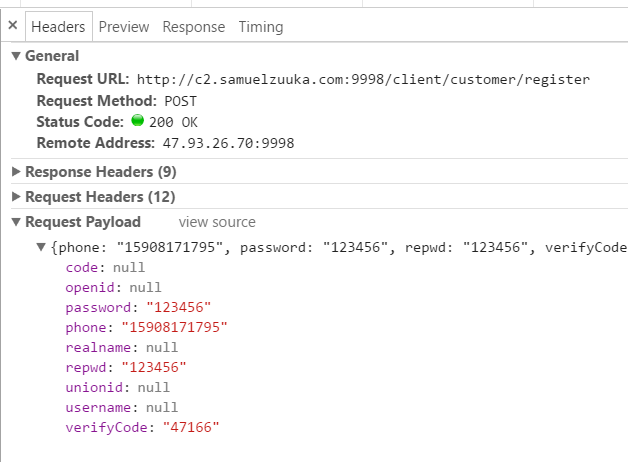 × Headers Preview Response Timing
▼ General
Request URL: http://c2.samuelzuuka.com:9998/client/customer/register
Request Method: POST
Status Code: 200 OK
Remote Address: 47.93.26.70:9998
▶ Response Headers (9)
▶ Request Headers (12)
▼ Request Payload view source
▼ {phone: "15908171795", password: "123456", repwd: "123456", verifyCode
code: null
openid: null
password: "123456"
phone: "15908171795"
realname: null
repwd: "123456"
unionid: null
username: null
verifyCode: "47166"